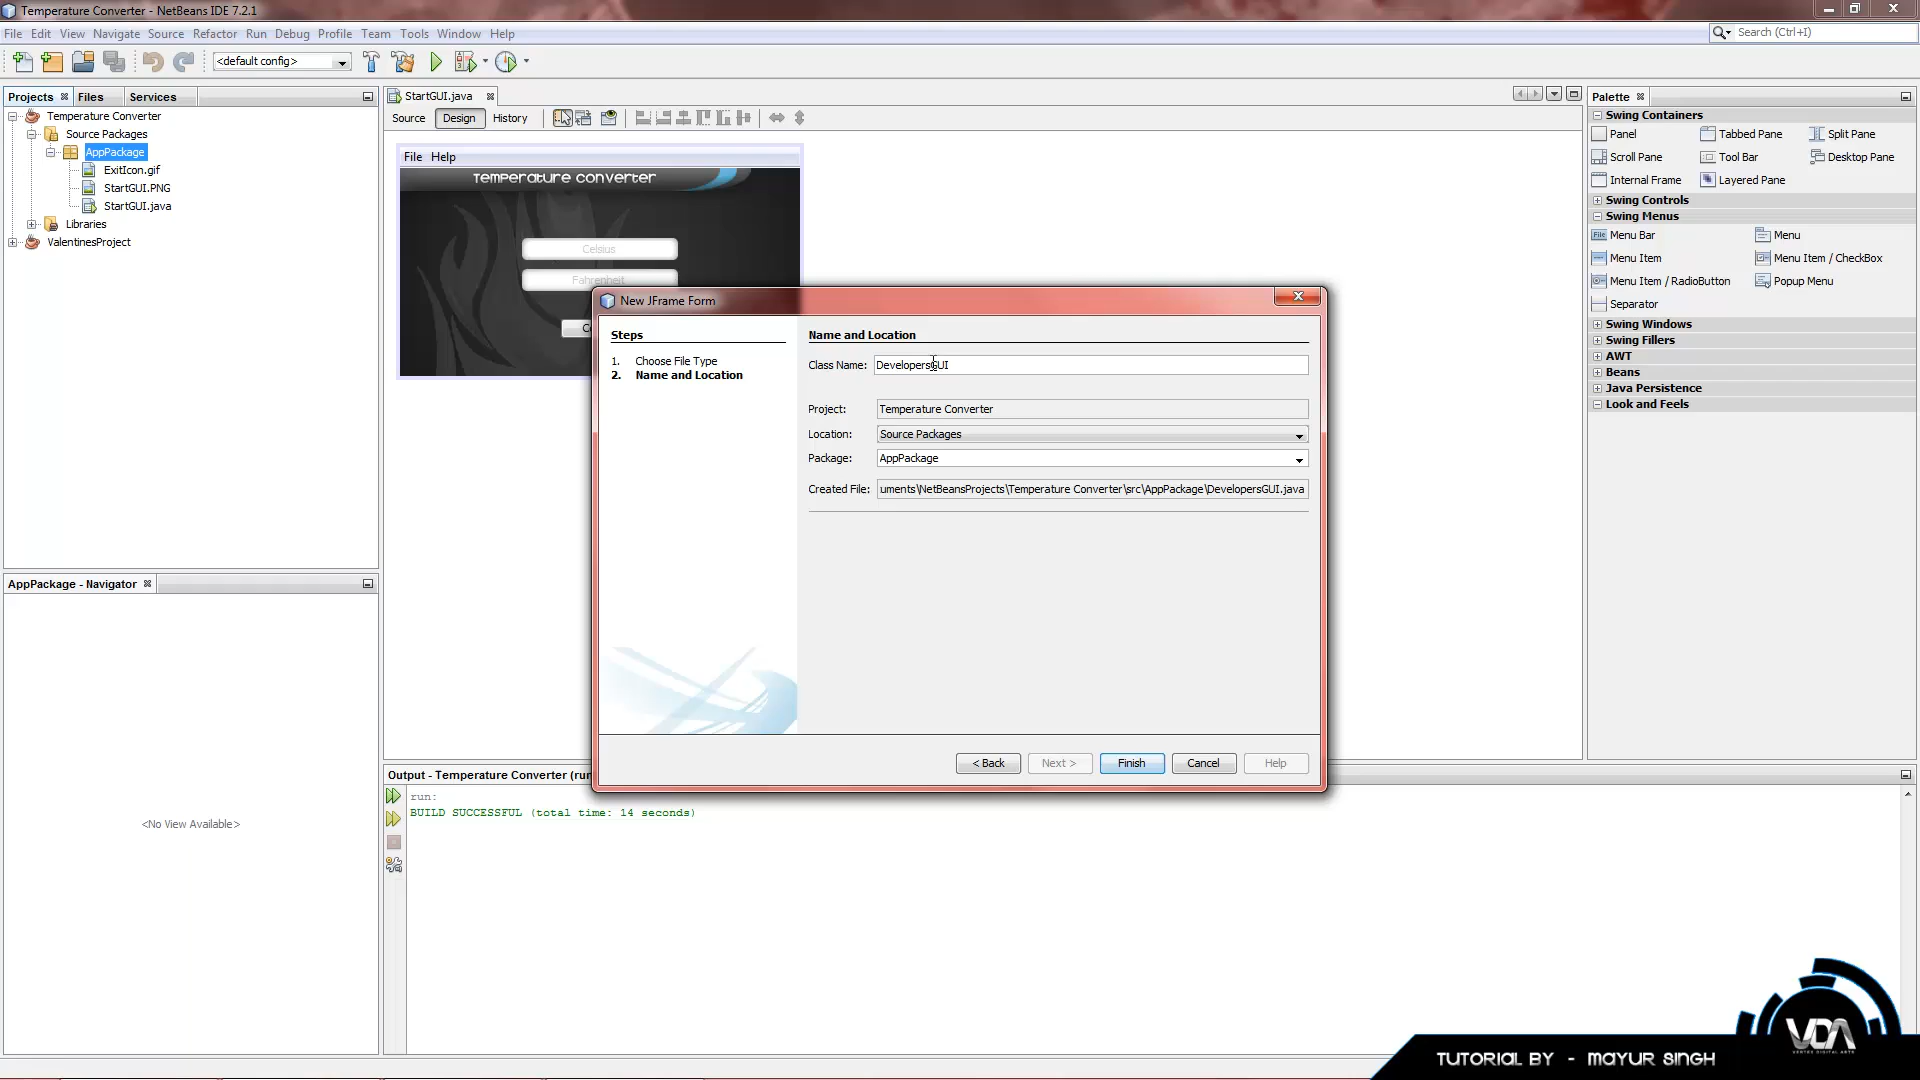 Temperature Converter - NetBeans IDE 7.2.1
File Edit View Navigate Source Refactor Run Debug Profile Team Tools Window Help
Search (Ctrl+I)
<default config>
Projects Files Services
StartGUI.java
Palette
Source Design History
Temperature Converter
Source Packages
AppPackage
ExitIcon.gif
StartGUI.PNG
StartGUI.java
Libraries
ValentinesProject
File Help
Temperature converter
Celsius
Fahrenheit
Swing Containers
Panel Tabbed Pane Split Pane
Scroll Pane Tool Bar Desktop Pane
Internal Frame Layered Pane
Swing Controls
Swing Menus
Menu Bar Menu
Menu Item Menu Item / CheckBox
Menu Item / RadioButton Popup Menu
Separator
Swing Windows
Swing Fillers
AWT
Beans
Java Persistence
Look and Feels
New JFrame Form
Steps
1. Choose File Type
2. Name and Location
Name and Location
Class Name: DevelopersGUI
Project: Temperature Converter
Location: Source Packages
Package: AppPackage
Created File: uments\NetBeansProjects\Temperature Converter\src\AppPackage\DevelopersGUI.java
< Back Next > Finish Cancel Help
AppPackage - Navigator
<No View Available>
Output - Temperature Converter (run
run:
BUILD SUCCESSFUL (total time: 14 seconds)
VDA
TUTORIAL BY - MAYUR SINGH